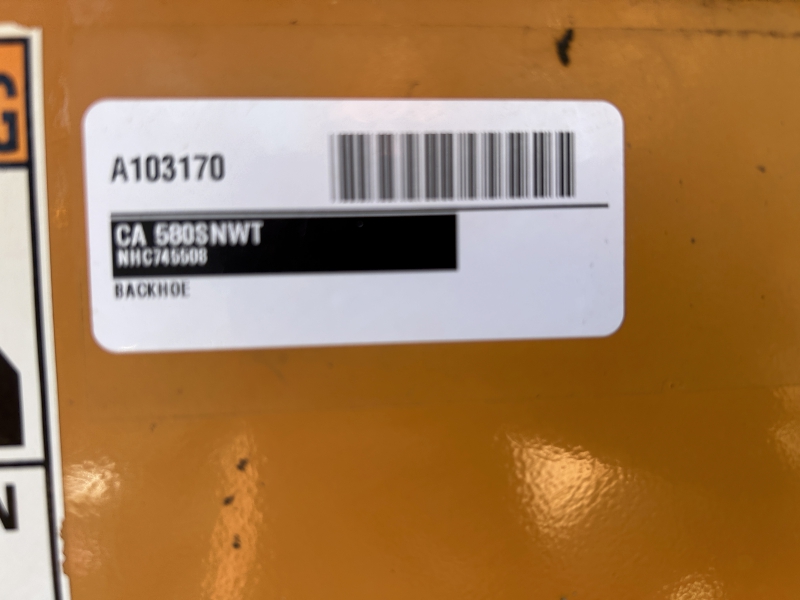 G
A103170
CA 580SNWT
NHC745508
BACKHOE
N